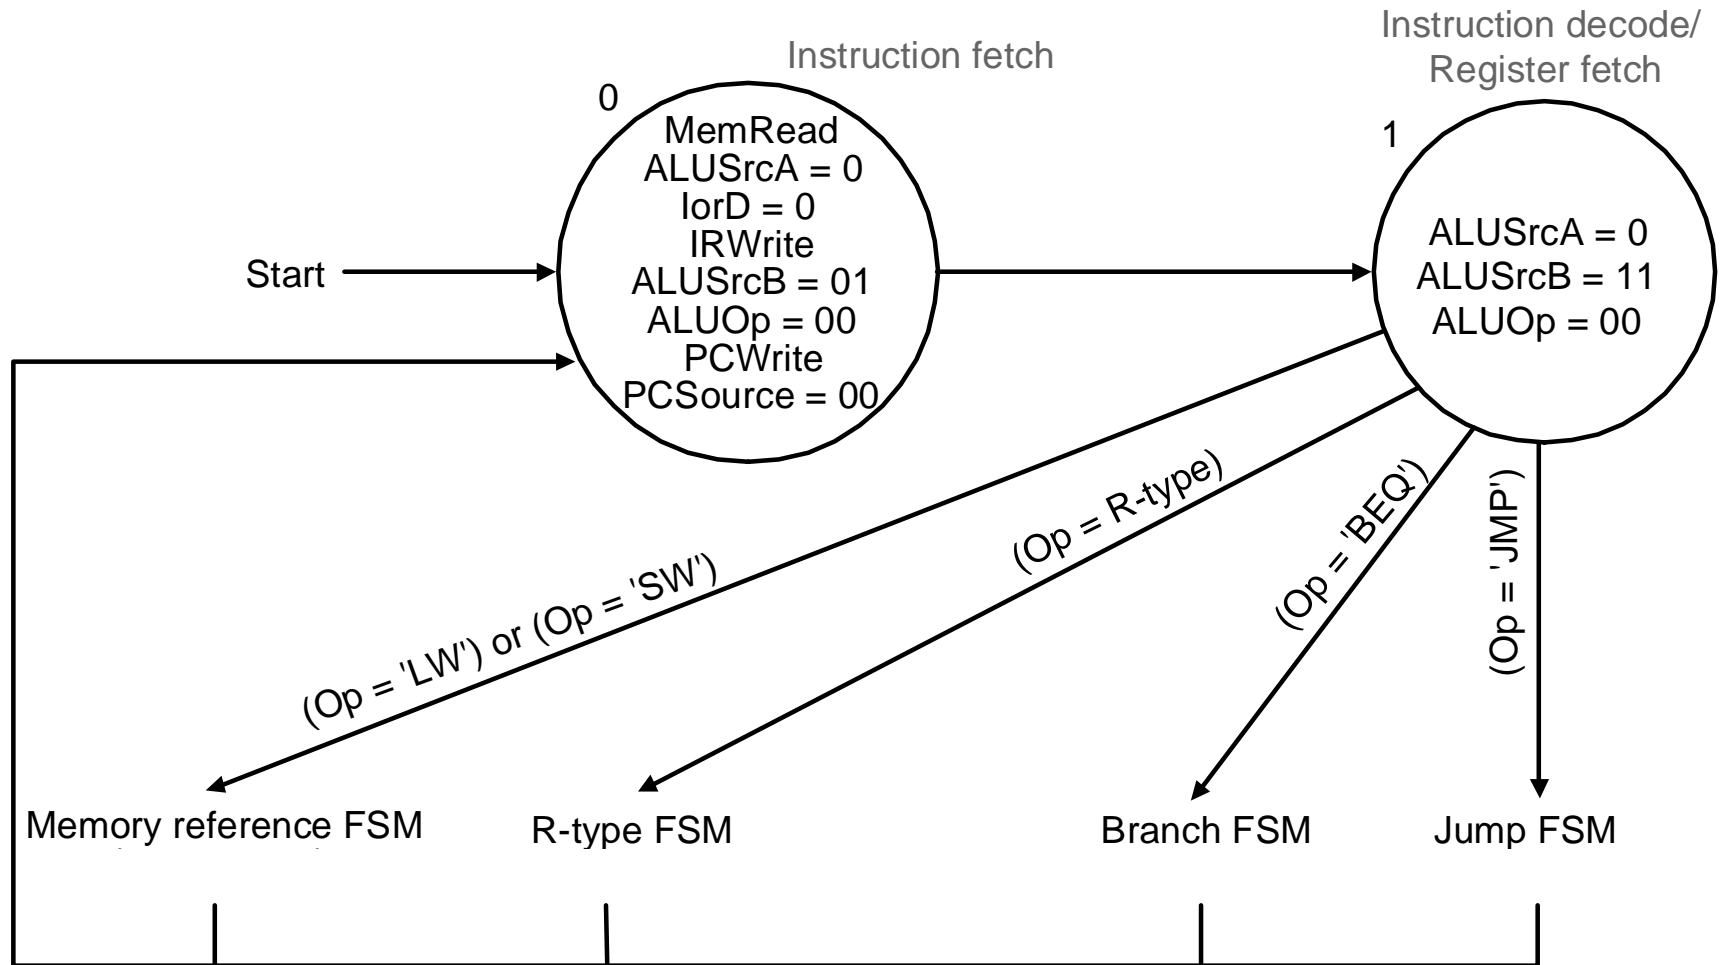 Instruction fetch
Instruction decode/
Register fetch
0
MemRead
ALUSrcA = 0
IorD = 0
IRWrite
ALUSrcB = 01
ALUOp = 00
PCWrite
PCSource = 00
1
ALUSrcA = 0
ALUSrcB = 11
ALUOp = 00
Start
(Op = 'LW') or (Op = 'SW')
(Op = R-type)
(Op = 'BEQ')
(Op = 'JMP')
Memory reference FSM
R-type FSM
Branch FSM
Jump FSM